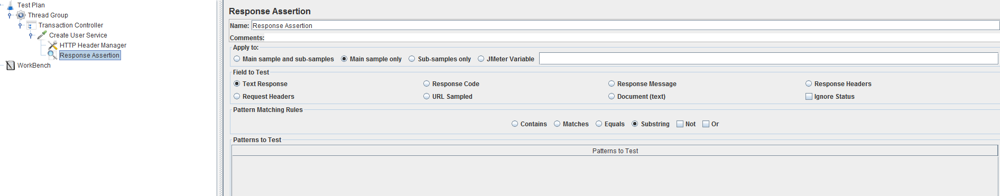 Test Plan
Thread Group
Transaction Controller
Create User Service
HTTP Header Manager
Response Assertion
WorkBench
Response Assertion
Name: Response Assertion
Comments:
Apply to:
Main sample and sub-samples Main sample only Sub-samples only JMeter Variable
Field to Test
Text Response Response Code Response Message Response Headers
Request Headers URL Sampled Document (text) Ignore Status
Pattern Matching Rules
Contains Matches Equals Substring Not Or
Patterns to Test
Patterns to Test